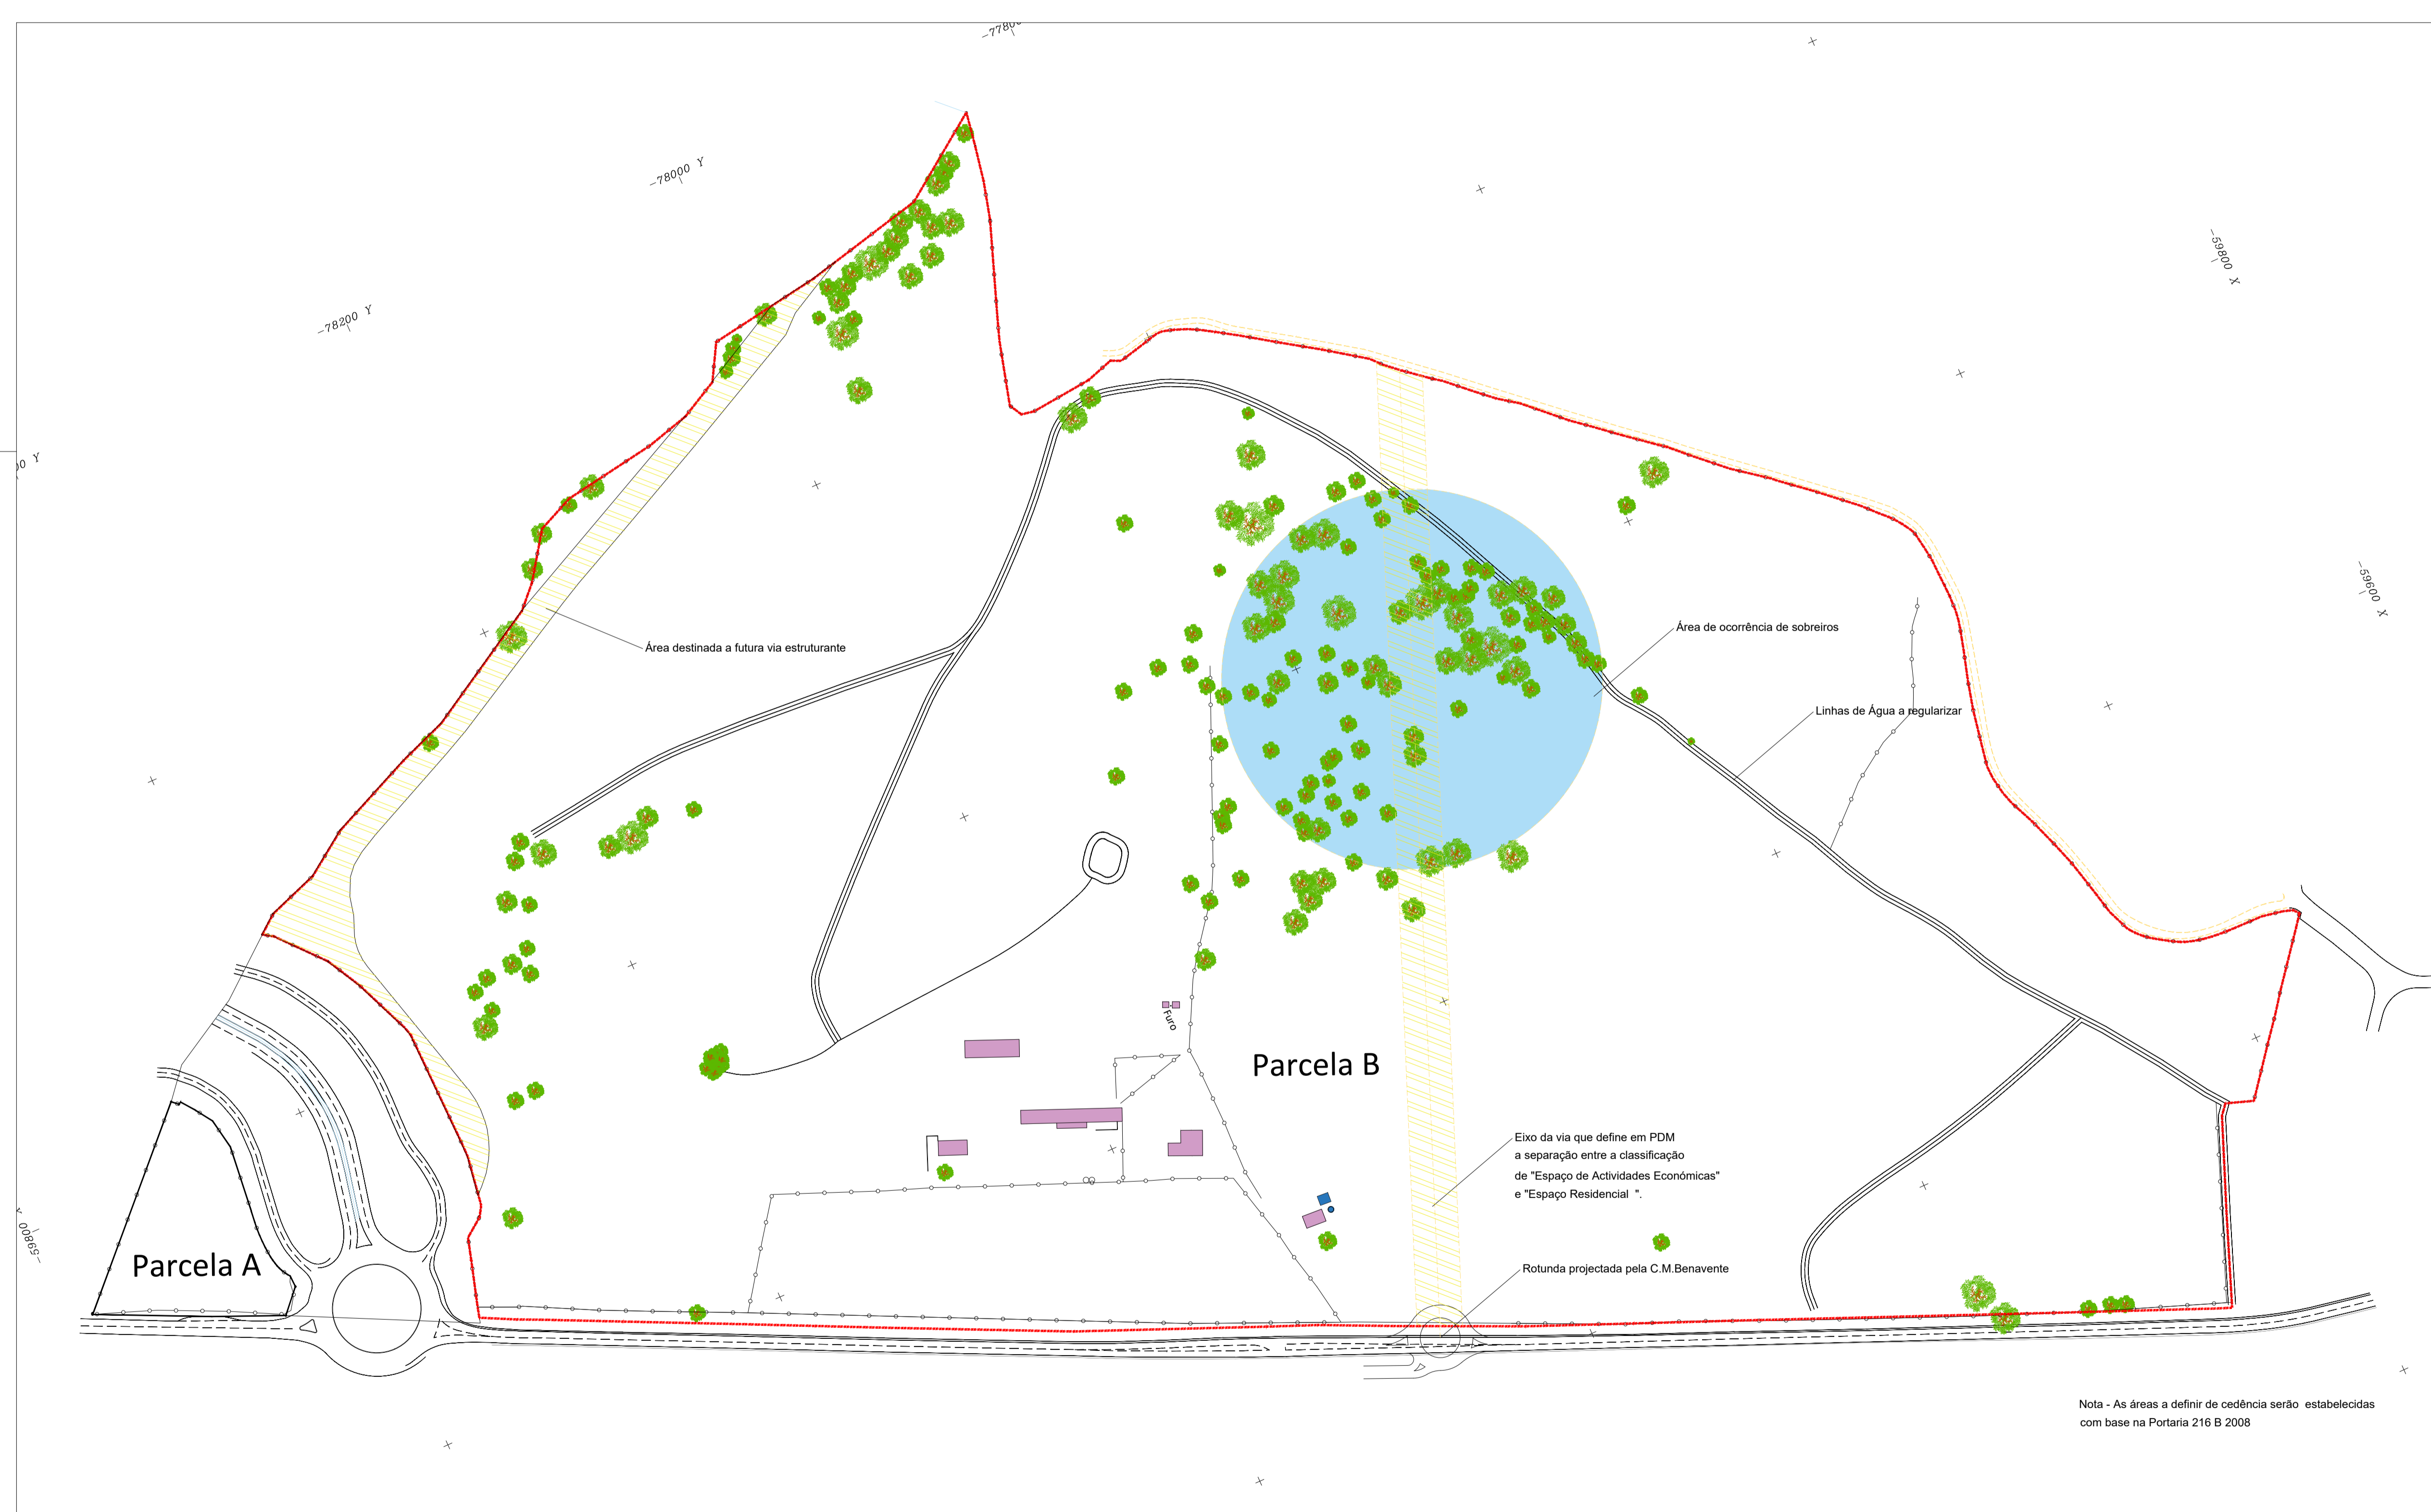 -78000 Y
-78200 Y
-59800 X
-59600 X
Área destinada a futura via estruturante
Área de ocorrência de sobreiros
Linhas de Água a regularizar
Furo
Parcela B
Eixo da via que define em PDM
a separação entre a classificação
de "Espaço de Actividades Económicas"
e "Espaço Residencial ".
Parcela A
Rotunda projectada pela C.M.Benavente
Nota - As áreas a definir de cedência serão estabelecidas
com base na Portaria 216 B 2008